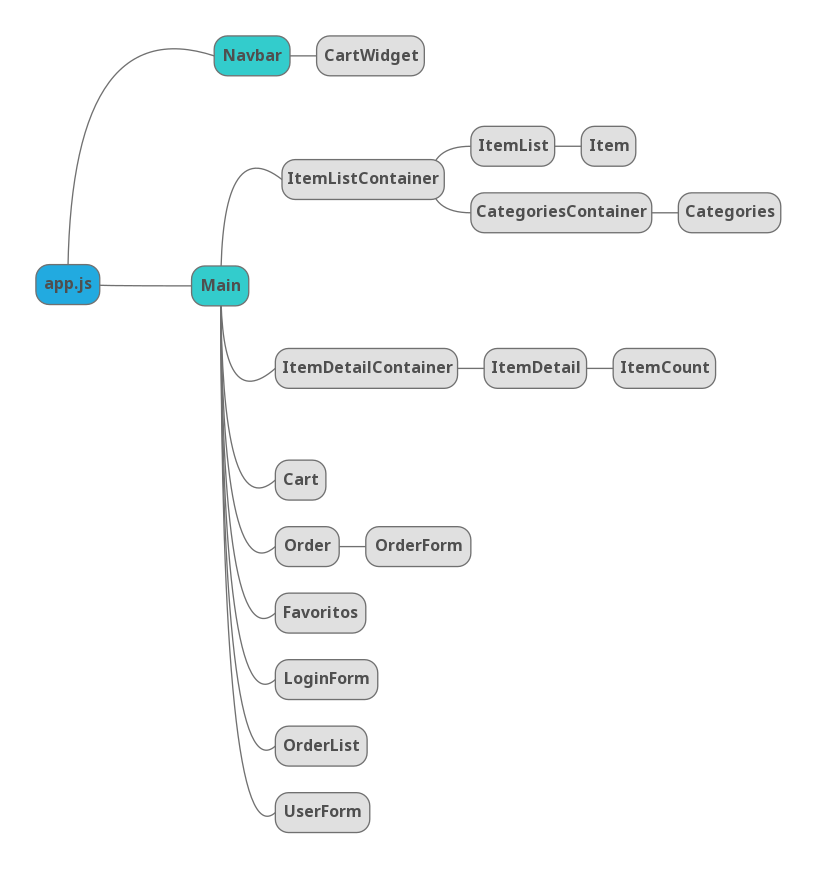 Navbar
CartWidget
ItemList
Item
ItemListContainer
CategoriesContainer
Categories
app.js
Main
ItemDetailContainer
ItemDetail
ItemCount
Cart
Order
OrderForm
Favoritos
LoginForm
OrderList
UserForm